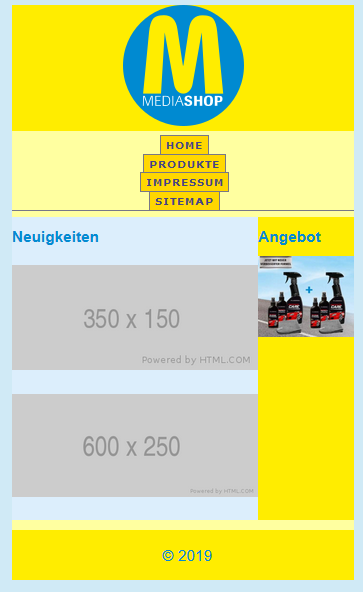 M
MEDIASHOP
HOME
PRODUKTE
IMPRESSUM
SITEMAP
Neuigkeiten
Angebot
350 x 150
Powered by HTML.COM
600 x 250
Powered by HTML.COM
+
© 2019